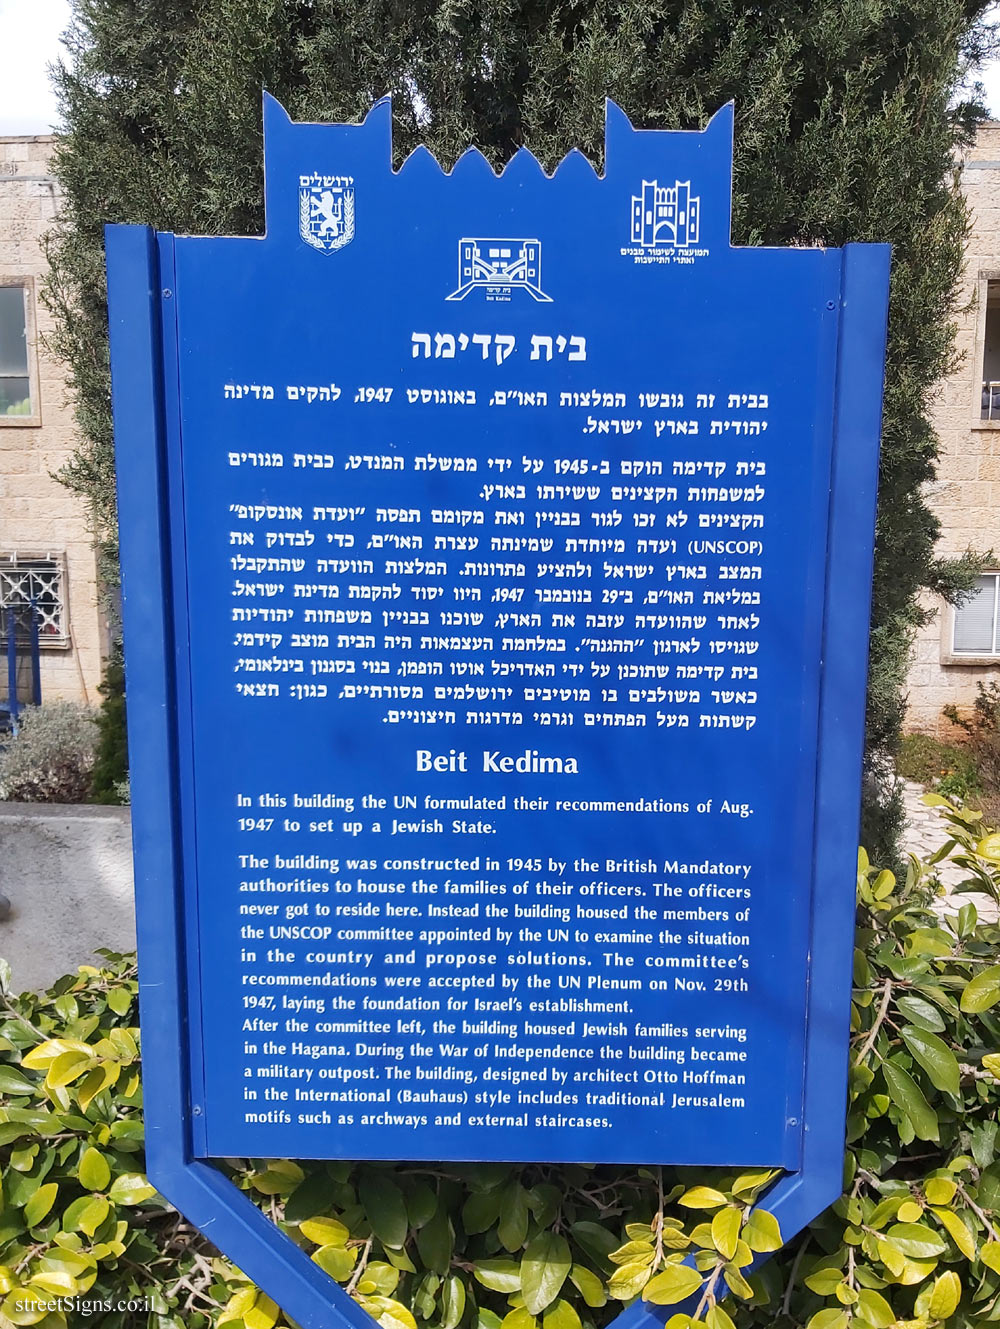 ירושלים
המועצה לשימור מבנים
ואתרי התיישבות
בית קדימה
Beit Kedima
בית קדימה
בבית זה גובשו המלצות האו״ם, באוגוסט 1947, להקים מדינה
יהודית בארץ ישראל.
בית קדימה הוקם ב-1945 על ידי ממשלת המנדט, כבית מגורים
למשפחות הקצינים ששירתו בארץ.
הקצינים לא זכו לגור בבניין ואת מקומם תפסה ״ועדת אונסקופ״
(UNSCOP) ועדה מיוחדת שמינתה עצרת האו״ם, כדי לבדוק את
המצב בארץ ישראל ולהציע פתרונות. המלצות הוועדה שהתקבלו
במליאת האו״ם, ב־29 בנובמבר 1947, היוו יסוד להקמת מדינת ישראל.
לאחר שהוועדה עזבה את הארץ, שוכנו בבניין משפחות יהודיות
שגויסו לארגון ״ההגנה״. במלחמת העצמאות היה הבית מוצב קידמי.
בית קדימה שתוכנן על ידי האדריכל אוטו הופמן, בנוי בסגנון בינלאומי,
כאשר משולבים בו מוטיבים ירושלמים מסורתיים, כגון: חצאי
קשתות מעל הפתחים וגרמי מדרגות חיצוניים.
Beit Kedima
In this building the UN formulated their recommendations of Aug.
1947 to set up a Jewish State.
The building was constructed in 1945 by the British Mandatory
authorities to house the families of their officers. The officers
never got to reside here. Instead the building housed the members of
the UNSCOP committee appointed by the UN to examine the situation
in the country and propose solutions. The committee's
recommendations were accepted by the UN Plenum on Nov. 29th
1947, laying the foundation for Israel's establishment.
After the committee left, the building housed Jewish families serving
in the Hagana. During the War of Independence the building became
a military outpost. The building, designed by architect Otto Hoffman
in the International (Bauhaus) style includes traditional Jerusalem
motifs such as archways and external staircases.
streetSigns.co.il